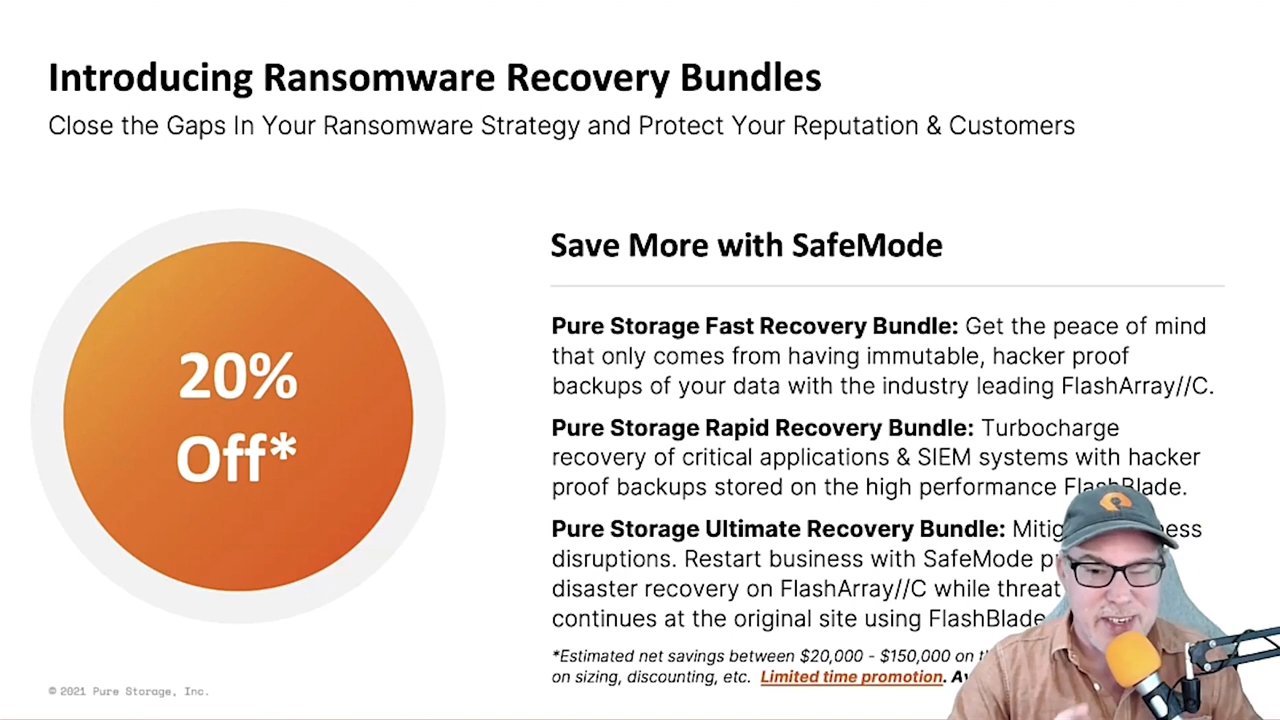 Introducing Ransomware Recovery Bundles
Close the Gaps In Your Ransomware Strategy and Protect Your Reputation & Customers
20%
Off*
Save More with SafeMode
Pure Storage Fast Recovery Bundle: Get the peace of mind
that only comes from having immutable, hacker proof
backups of your data with the industry leading FlashArray//C.
Pure Storage Rapid Recovery Bundle: Turbocharge
recovery of critical applications & SIEM systems with hacker
proof backups stored on the high performance FlashBlade.
Pure Storage Ultimate Recovery Bundle:
disruptions. Restart business with SafeMode
disaster recovery on FlashArray//C while threat
continues at the original site using FlashBlade
*Estimated net savings between $20,000 - $150,000 on
on sizing, discounting, etc. Limited time promotion.
© 2021 Pure Storage, Inc.